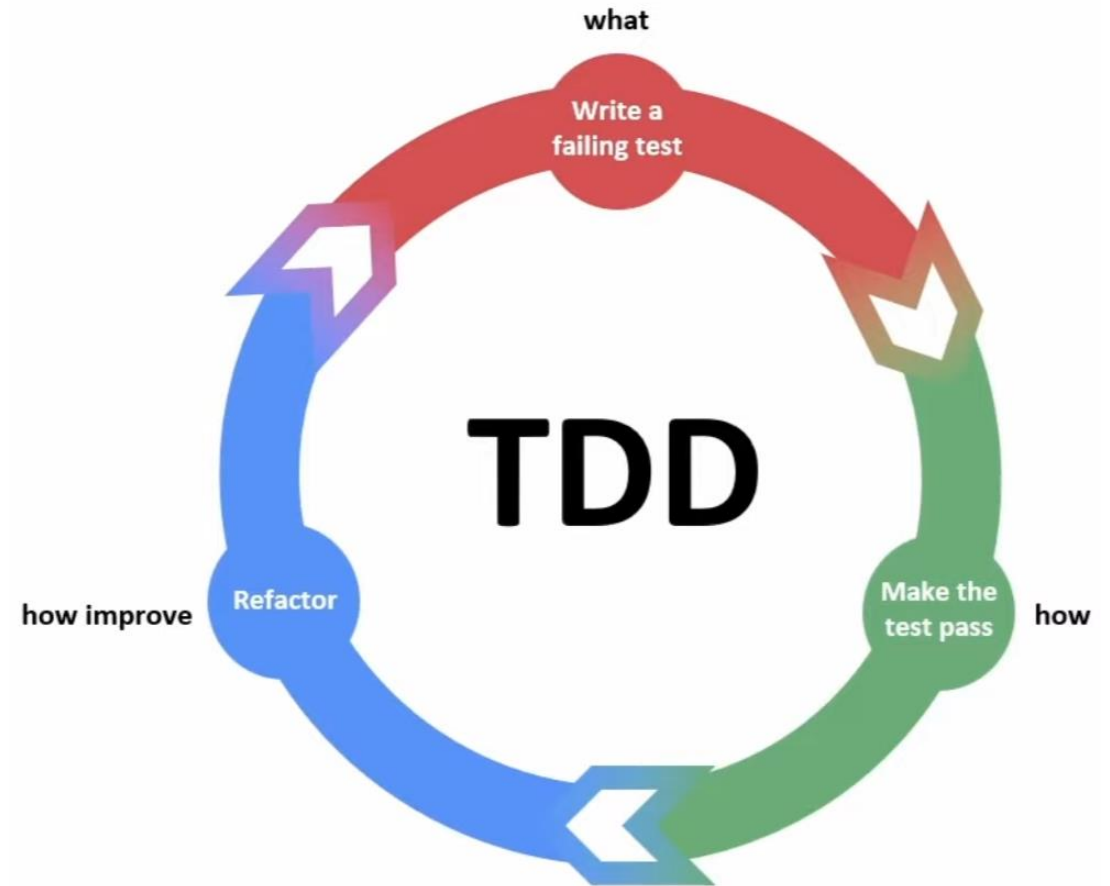 what
Write a
failing test
TDD
how improve
Refactor
Make the
test pass
how